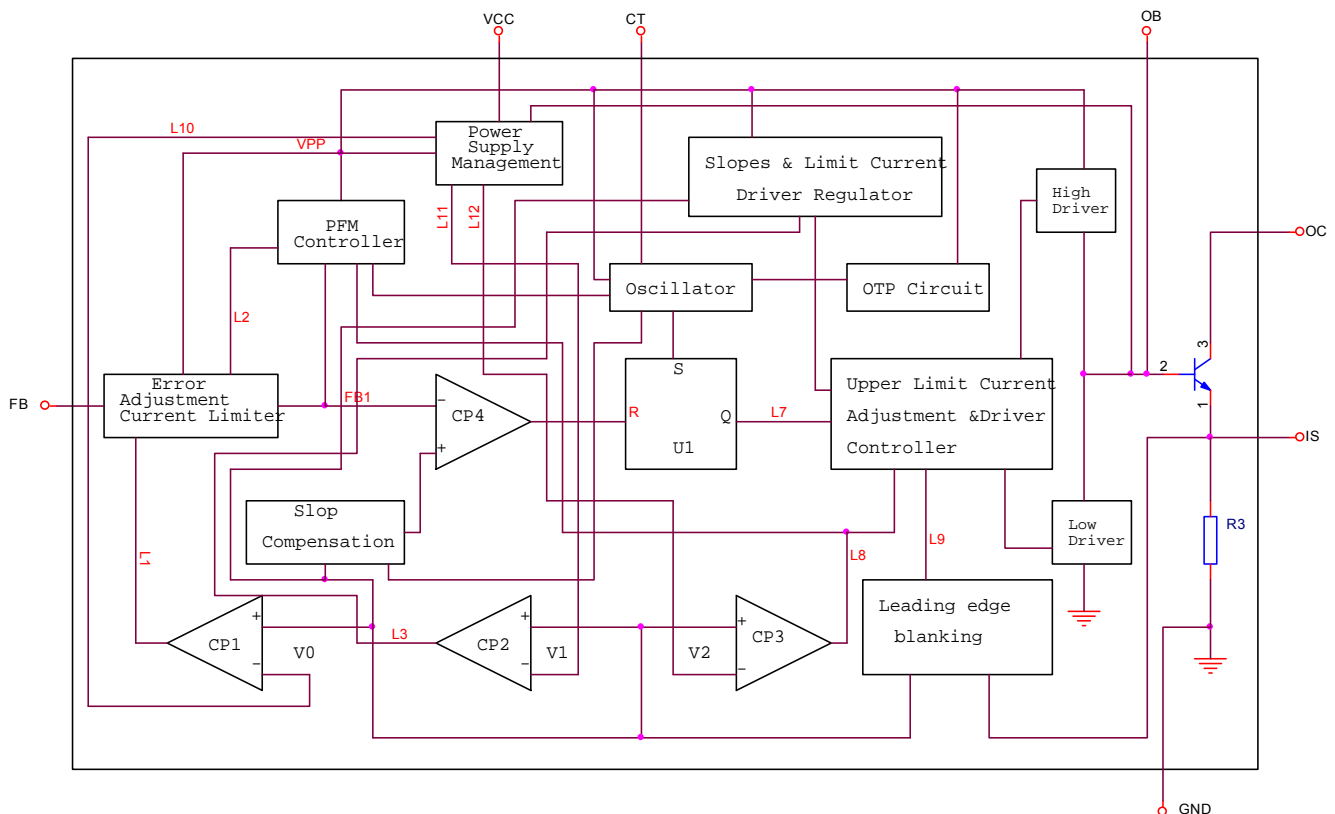 VCC
CT
OB
L10
VPP
Power
Supply
Management
Slopes & Limit Current
Driver Regulator
High
Driver
L11
L12
PFM
Controller
OC
Oscillator
OTP Circuit
L2
3
2
1
Error
Adjustment
Current Limiter
FB
FB1
−
+
CP4
S
R
Q
U1
L7
Upper Limit Current
Adjustment &Driver
Controller
IS
Slop
Compensation
Low
Driver
R3
L1
L8
L9
+
−
CP1
V0
L3
CP2
+
−
V1
V2
+
−
CP3
Leading edge
blanking
GND